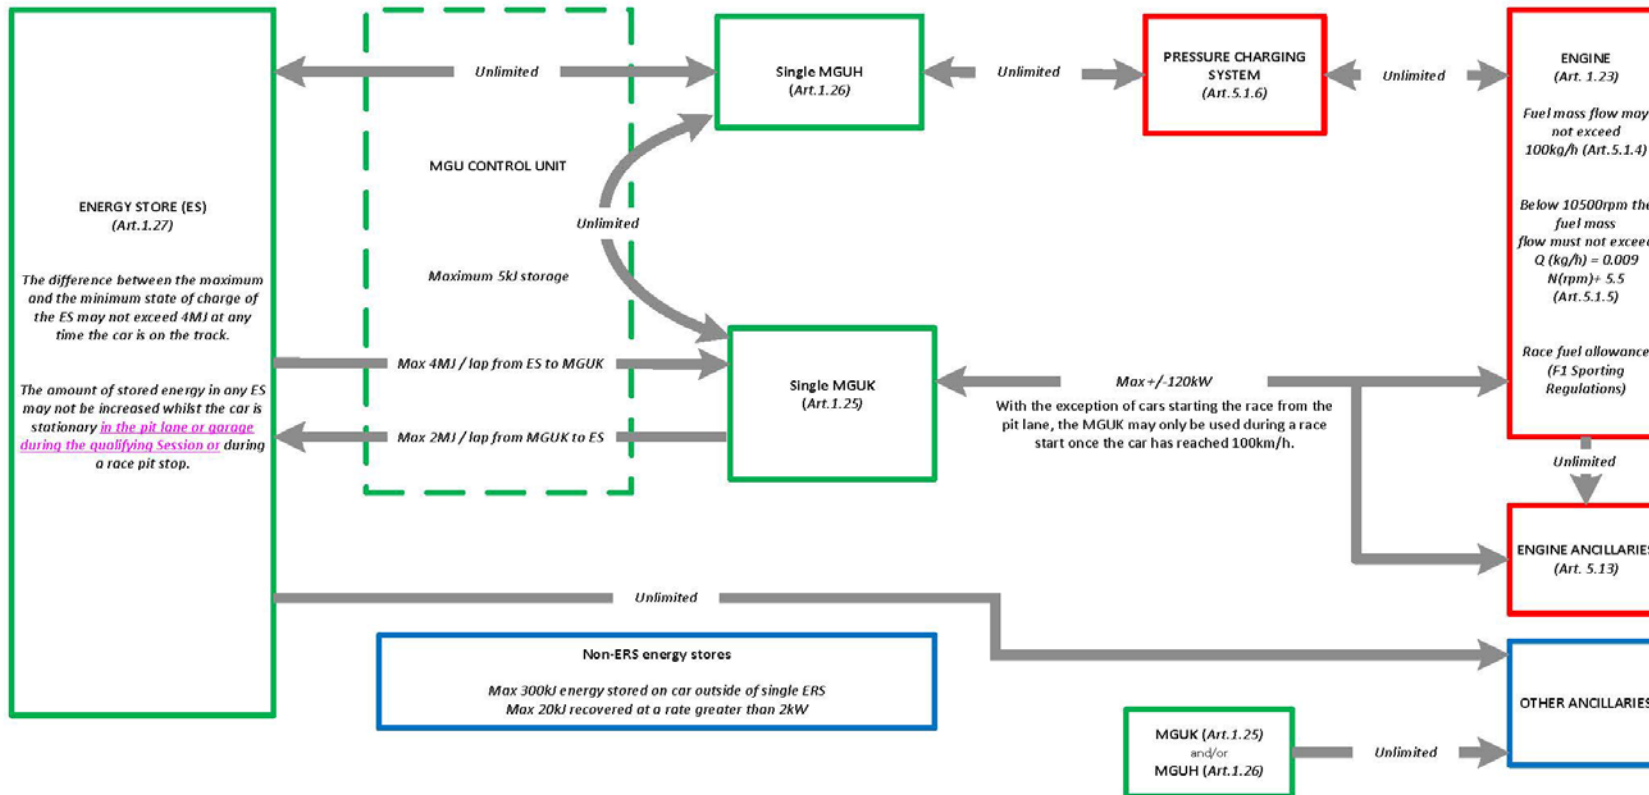 ENERGY STORE (ES)
(Art.1.27)
The difference between the maximum
and the minimum state of charge of
the ES may not exceed 4MJ at any
time the car is on the track.
The amount of stored energy in any ES
may not be increased whilst the car is
stationary in the pit lane or garage
during the qualifying Session or during
a race pit stop.
Unlimited
MGU CONTROL UNIT
Maximum 5kJ storage
Unlimited
Max 4MJ / lap from ES to MGUK
Max 2MJ / lap from MGUK to ES
Single MGUH
(Art.1.26)
Unlimited
PRESSURE CHARGING
SYSTEM
(Art.5.1.6)
Unlimited
ENGINE
(Art. 1.23)
Fuel mass flow may
not exceed
100kg/h (Art.5.1.4)
Below 10500rpm the
fuel mass
flow must not exceed
Q (kg/h) = 0.009
N(rpm)+ 5.5
(Art.5.1.5)
Race fuel allowance
(F1 Sporting
Regulations)
Single MGUK
(Art.1.25)
Max +/-120kW
With the exception of cars starting the race from the
pit lane, the MGUK may only be used during a race
start once the car has reached 100km/h.
Unlimited
ENGINE ANCILLARIES
(Art. 5.13)
Unlimited
Non-ERS energy stores
Max 300kJ energy stored on car outside of single ERS
Max 20kJ recovered at a rate greater than 2kW
OTHER ANCILLARIES
MGUK (Art.1.25)
and/or
MGUH (Art.1.26)
Unlimited